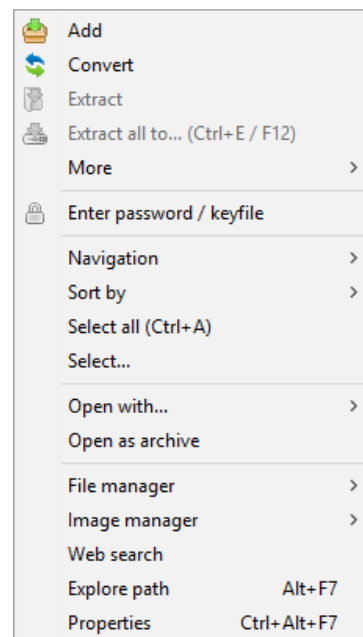 Add
Convert
Extract
Extract all to... (Ctrl+E / F12)
More
Enter password / keyfile
Navigation
Sort by
Select all (Ctrl+A)
Select...
Open with...
Open as archive
File manager
Image manager
Web search
Explore path Alt+F7
Properties Ctrl+Alt+F7